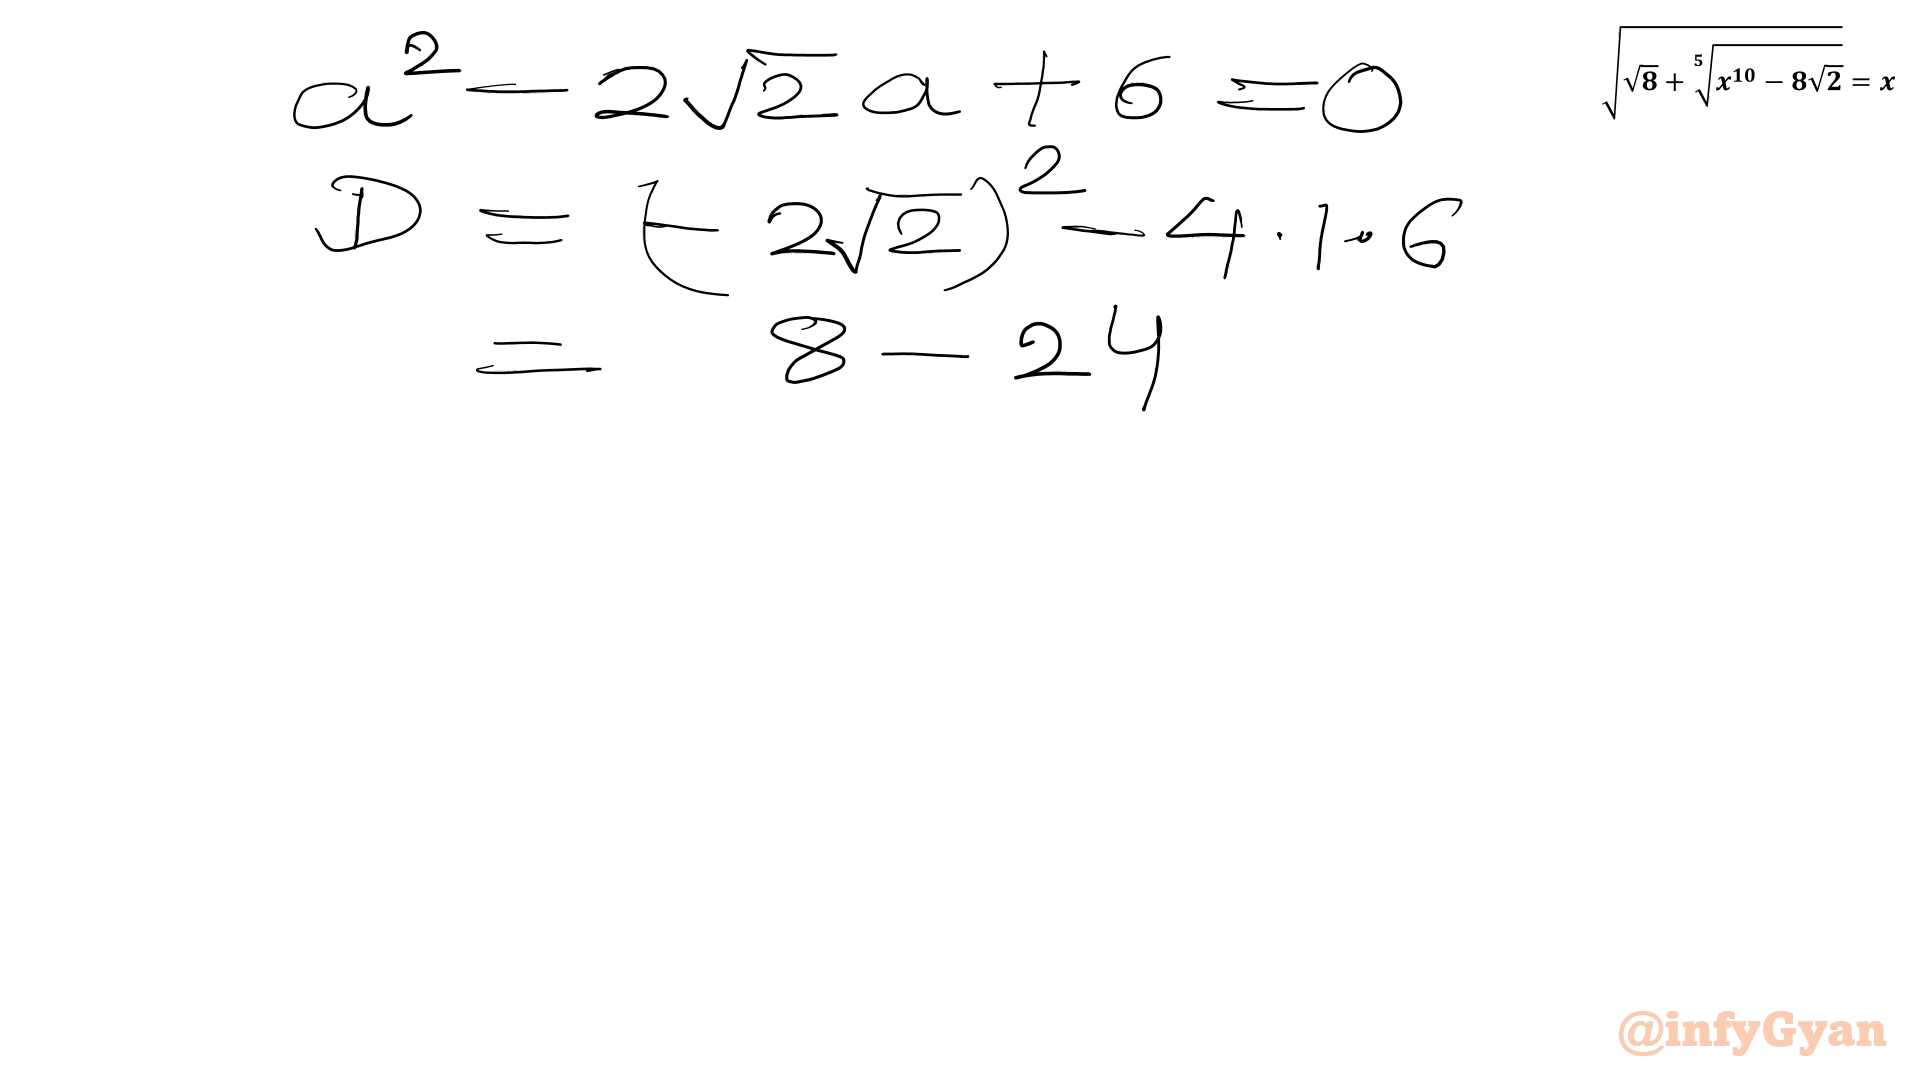 a² − 2√2 a + 6 = 0
√(√8 + ⁵√(x¹⁰ − 8√2)) = x
D = (− 2√2)² − 4 . 1 . 6
= 8 − 24
@infyGyan